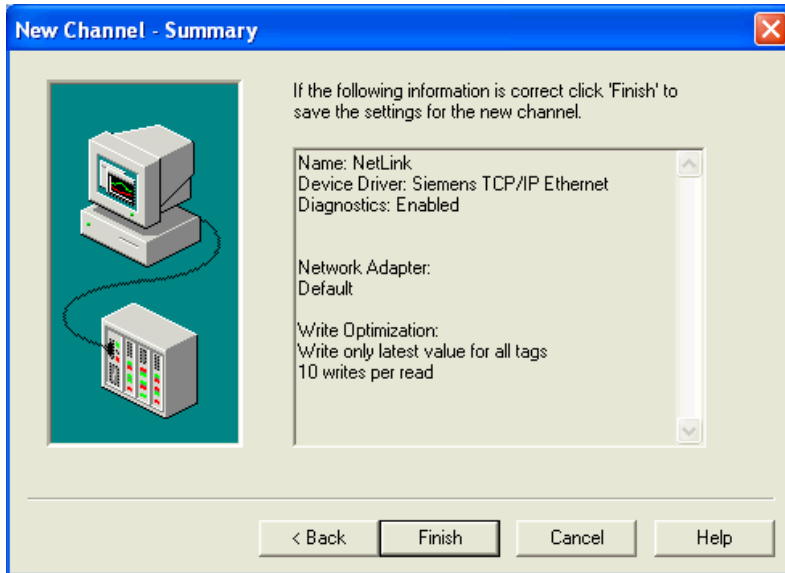 New Channel - Summary
If the following information is correct click 'Finish' to
save the settings for the new channel.
Name: NetLink
Device Driver: Siemens TCP/IP Ethernet
Diagnostics: Enabled
Network Adapter:
Default
Write Optimization:
Write only latest value for all tags
10 writes per read
< Back
Finish
Cancel
Help